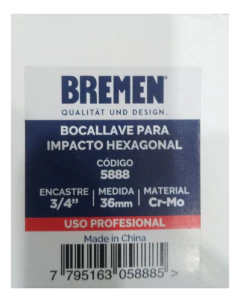 BREMEN®
QUALITÄT UND DESIGN
BOCALLAVE PARA
IMPACTO HEXAGONAL
CÓDIGO
5888
ENCASTRE | MEDIDA | MATERIAL
3/4” | 36mm | Cr-Mo
USO PROFESIONAL
Made in China
7 795163 058885 >